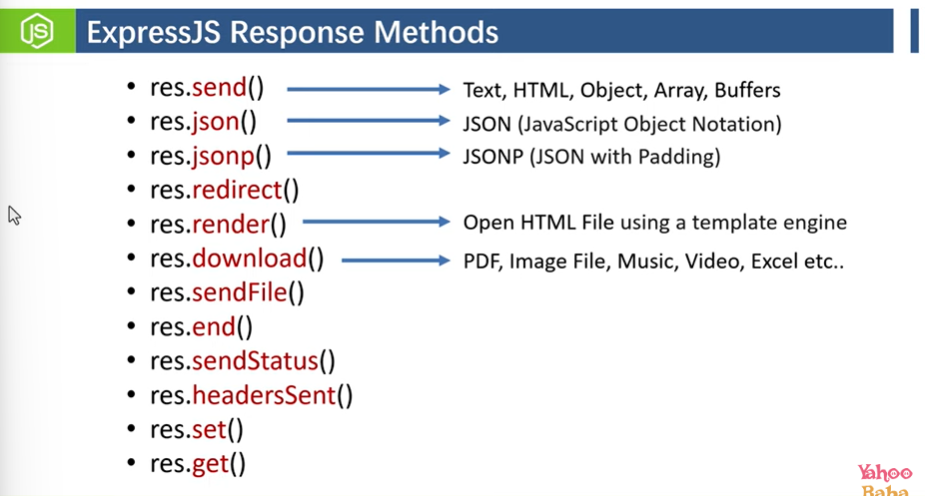 JS
ExpressJS Response Methods
• res.send() Text, HTML, Object, Array, Buffers
• res.json() JSON (JavaScript Object Notation)
• res.jsonp() JSONP (JSON with Padding)
• res.redirect()
• res.render() Open HTML File using a template engine
• res.download() PDF, Image File, Music, Video, Excel etc..
• res.sendFile()
• res.end()
• res.sendStatus()
• res.headersSent()
• res.set()
• res.get()
Yahoo
Baba